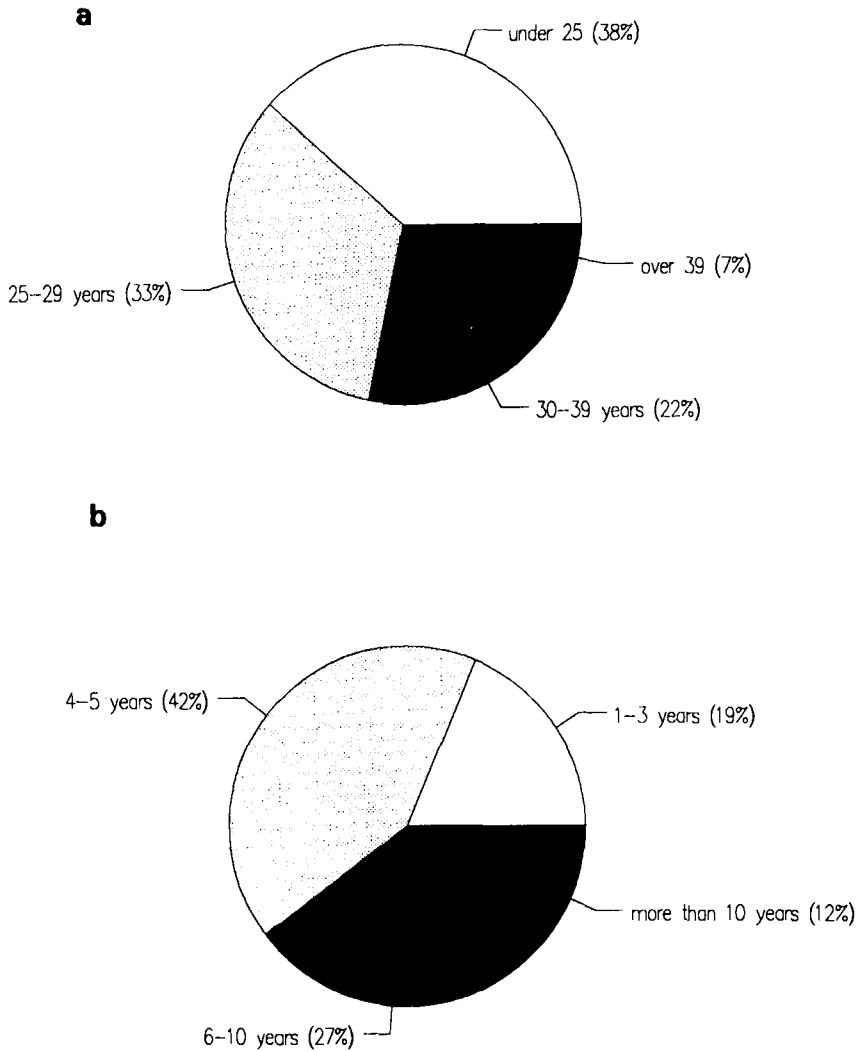 a
under 25 (38%)
over 39 (7%)
25-29 years (33%)
30-39 years (22%)
b
4-5 years (42%)
1-3 years (19%)
more than 10 years (12%)
6-10 years (27%)